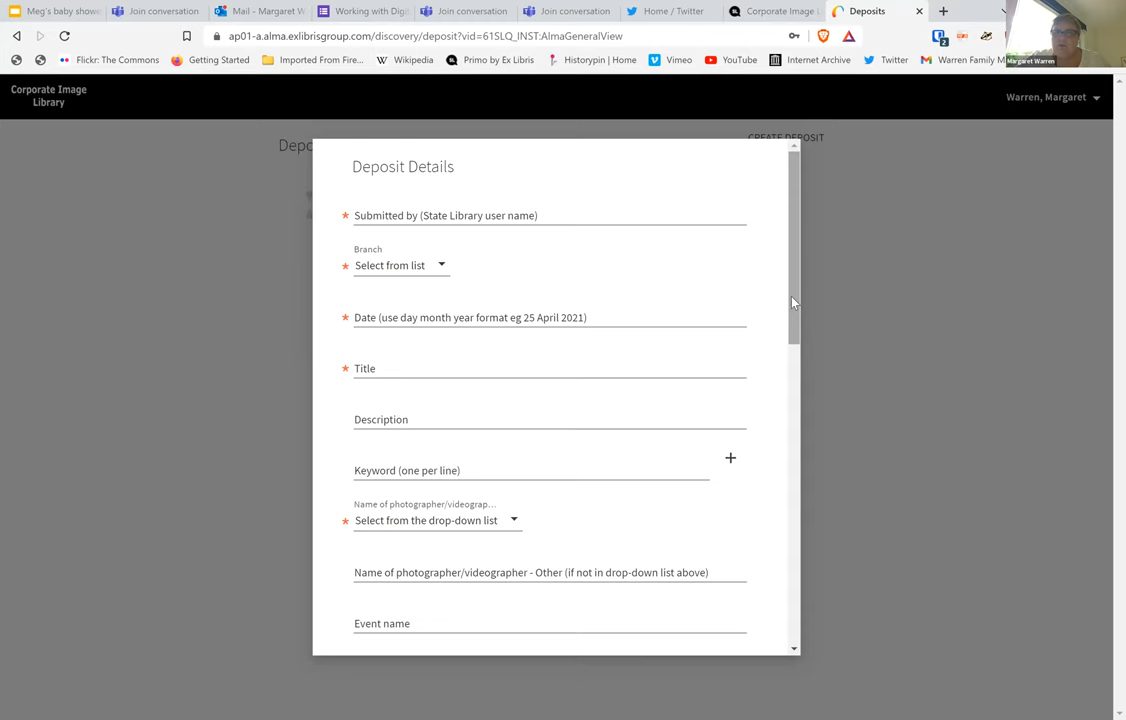 Meg's baby showe
Join conversation
Mail - Margaret W
Working with Digi
Join conversation
Join conversation
Home / Twitter
Corporate Image L
Deposits
ap01-a.alma.exlibrisgroup.com/discovery/deposit?vid=61SLQ_INST:AlmaGeneralView
2
Margaret Warren
Flickr: The Commons
Getting Started
Imported From Fire...
Wikipedia
Primo by Ex Libris
Historypin | Home
Vimeo
YouTube
Internet Archive
Twitter
Warren Family M
Corporate Image
Library
Warren, Margaret
Depo
CREATE DEPOSIT
Deposit Details
* Submitted by (State Library user name)
Branch
* Select from list
* Date (use day month year format eg 25 April 2021)
* Title
Description
Keyword (one per line)
+
Name of photographer/videograp...
* Select from the drop-down list
Name of photographer/videographer - Other (if not in drop-down list above)
Event name